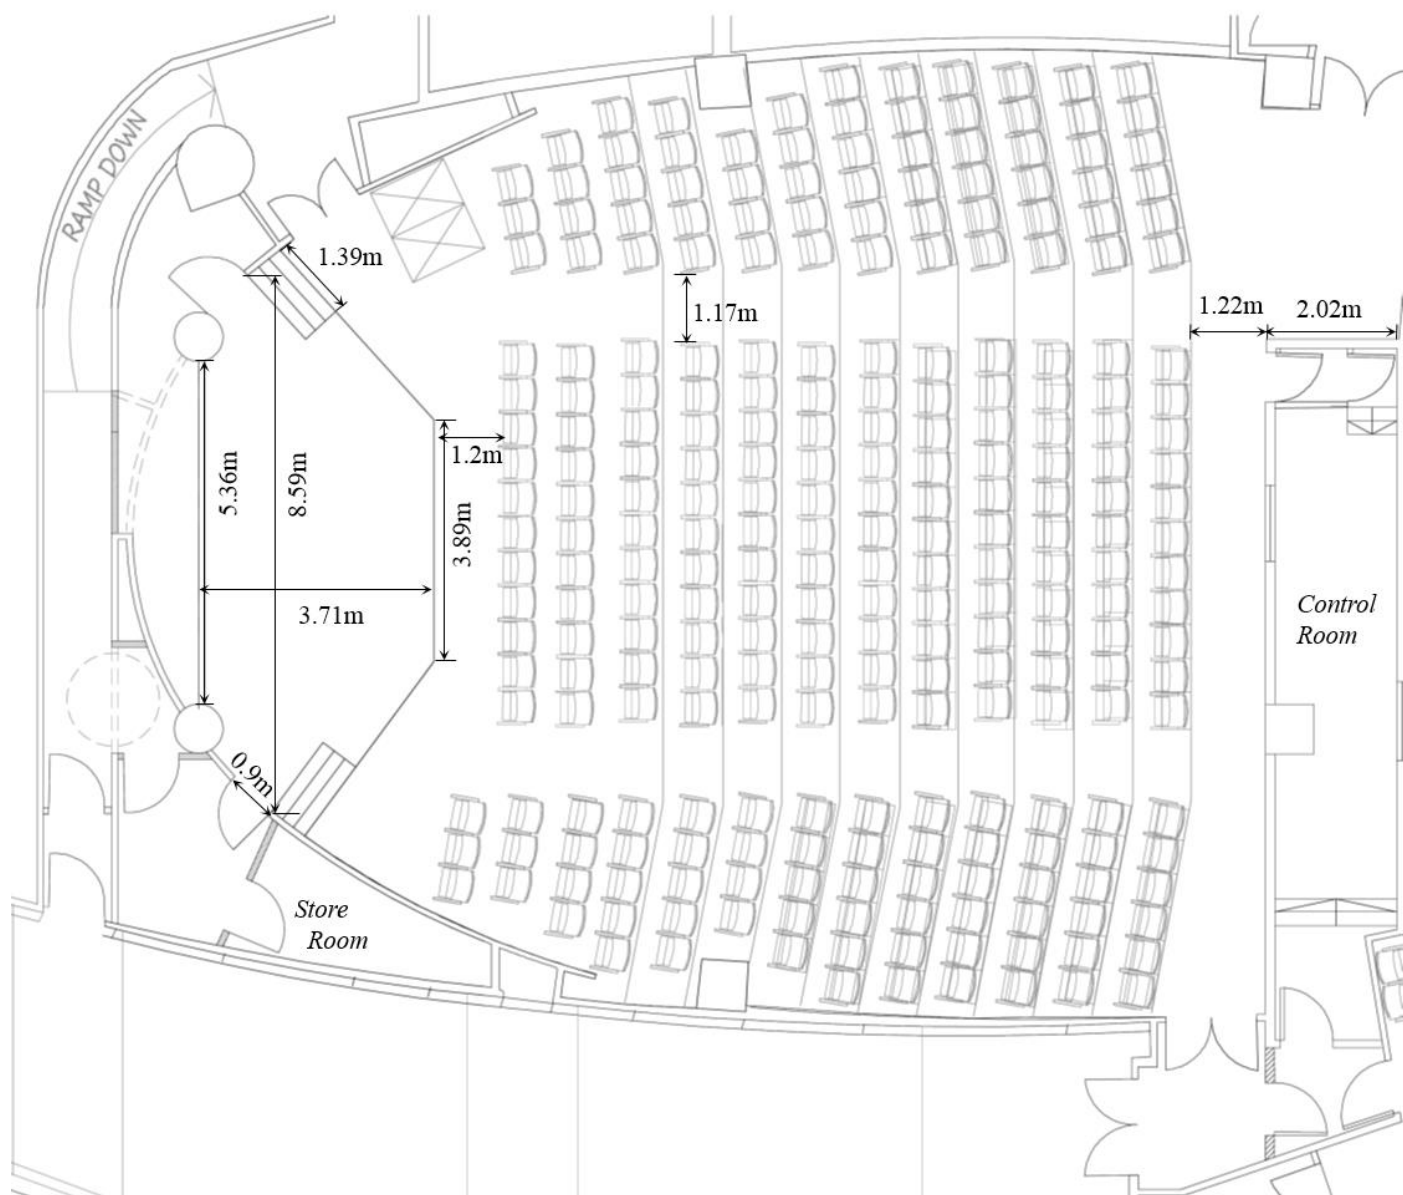 RAMP DOWN
1.39m
1.17m
1.22m
2.02m
1.2m
5.36m
8.59m
3.89m
3.71m
Control
Room
0.9m
Store
Room